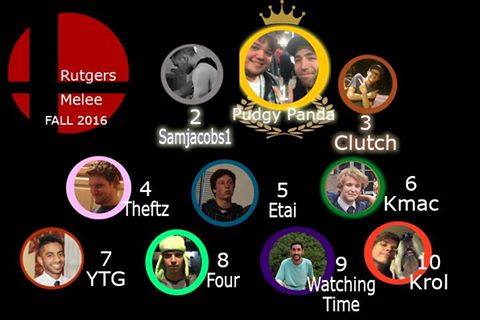 Rutgers
Melee
FALL 2016
1
Pudgy Panda
2
Samjacobs1
3
Clutch
4
Theftz
5
Etai
6
Kmac
7
YTG
8
Four
9
Watching
Time
10
Krol